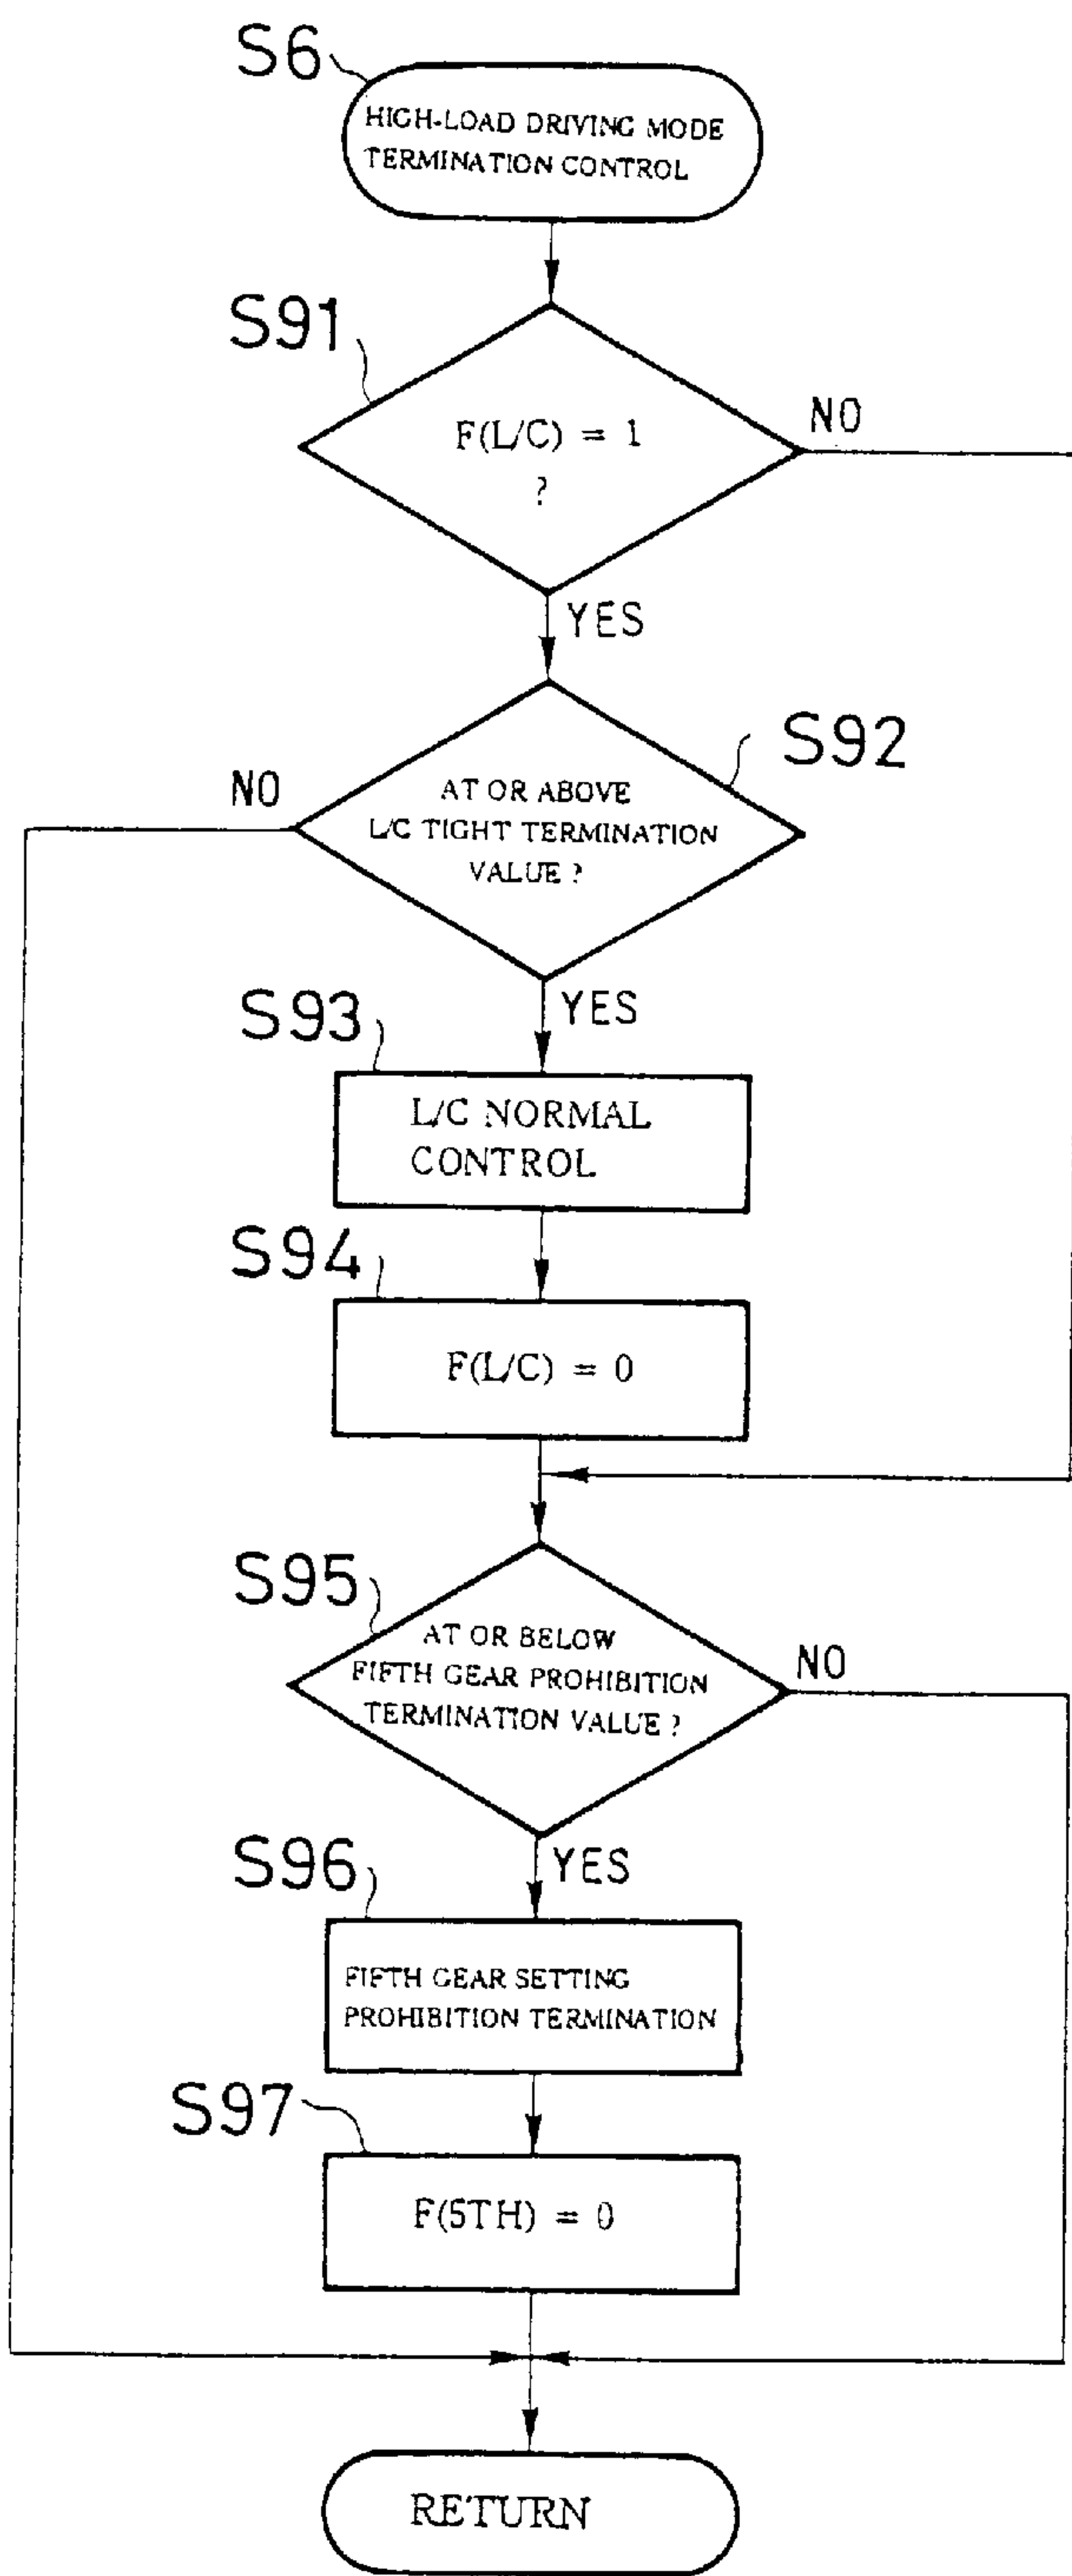 S6
HIGH-LOAD DRIVING MODE
TERMINATION CONTROL
S91
F(L/C) = 1
?
NO
YES
S92
NO
AT OR ABOVE
L/C TIGHT TERMINATION
VALUE ?
YES
S93
L/C NORMAL
CONTROL
S94
F(L/C) = 0
S95
AT OR BELOW
FIFTH GEAR PROHIBITION
TERMINATION VALUE ?
NO
YES
S96
FIFTH GEAR SETTING
PROHIBITION TERMINATION
S97
F(5TH) = 0
RETURN